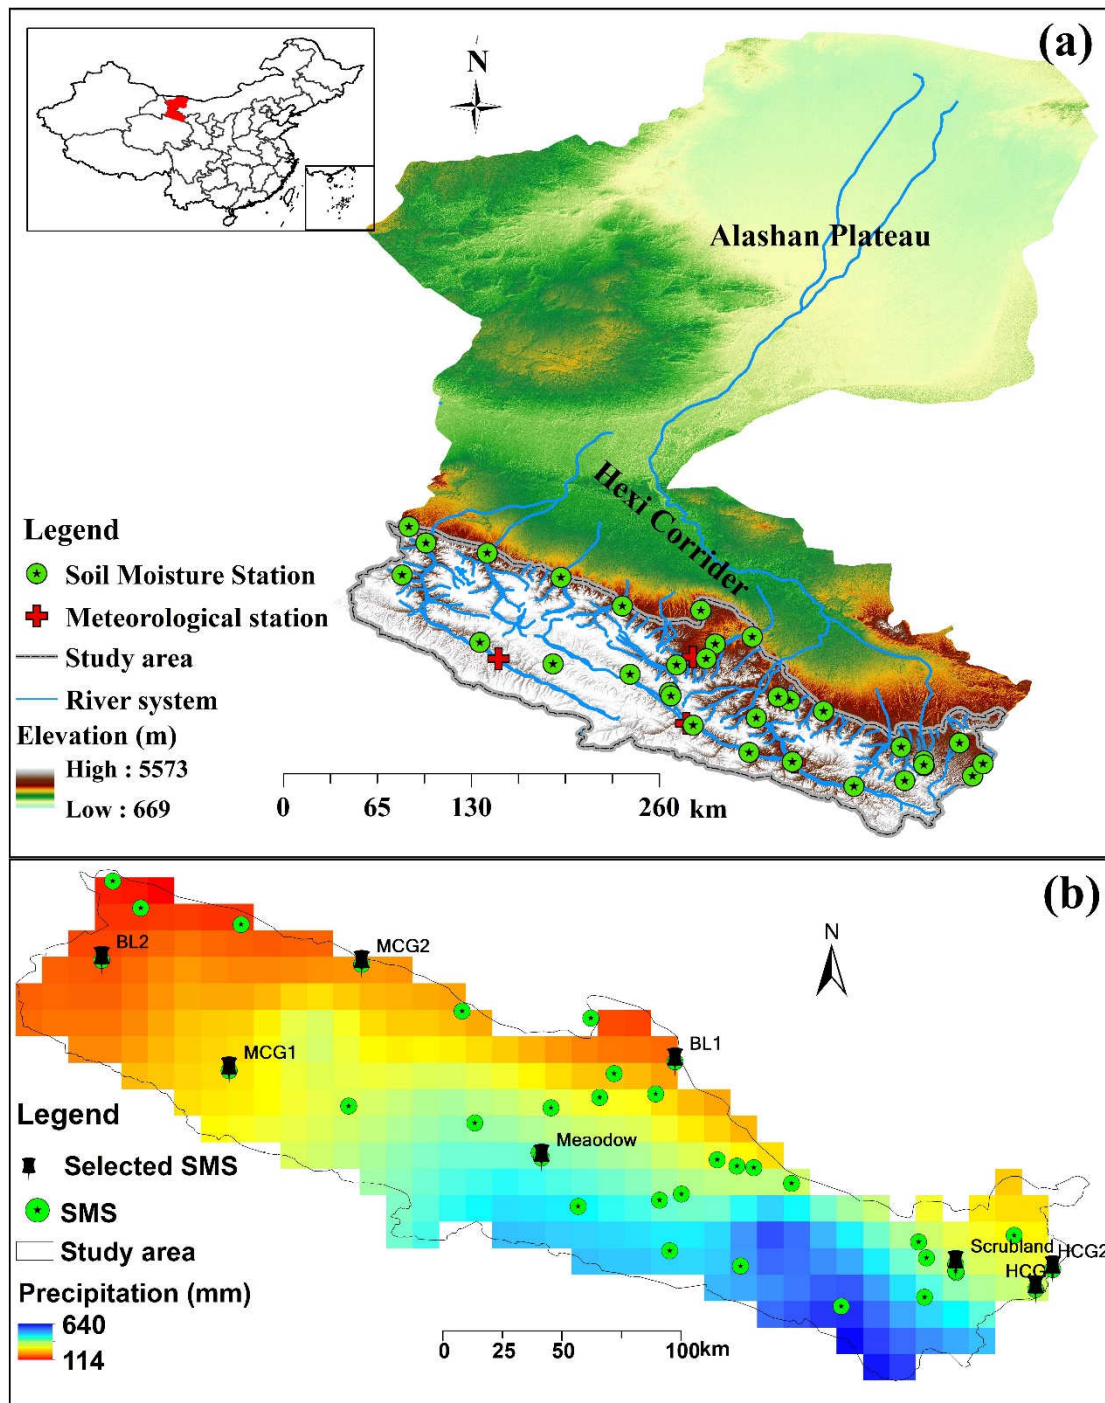 (a)
N
Alashan Plateau
Hexi Corrider
Legend
Soil Moisture Station
Meteorological station
Study area
River system
Elevation (m)
High : 5573
Low : 669
0 65 130 260 km
(b)
N
BL2
MCG2
MCG1
BL1
Meaodow
Scrubland
HCG2
HCG
Legend
Selected SMS
SMS
Study area
Precipitation (mm)
640
114
0 25 50 100km